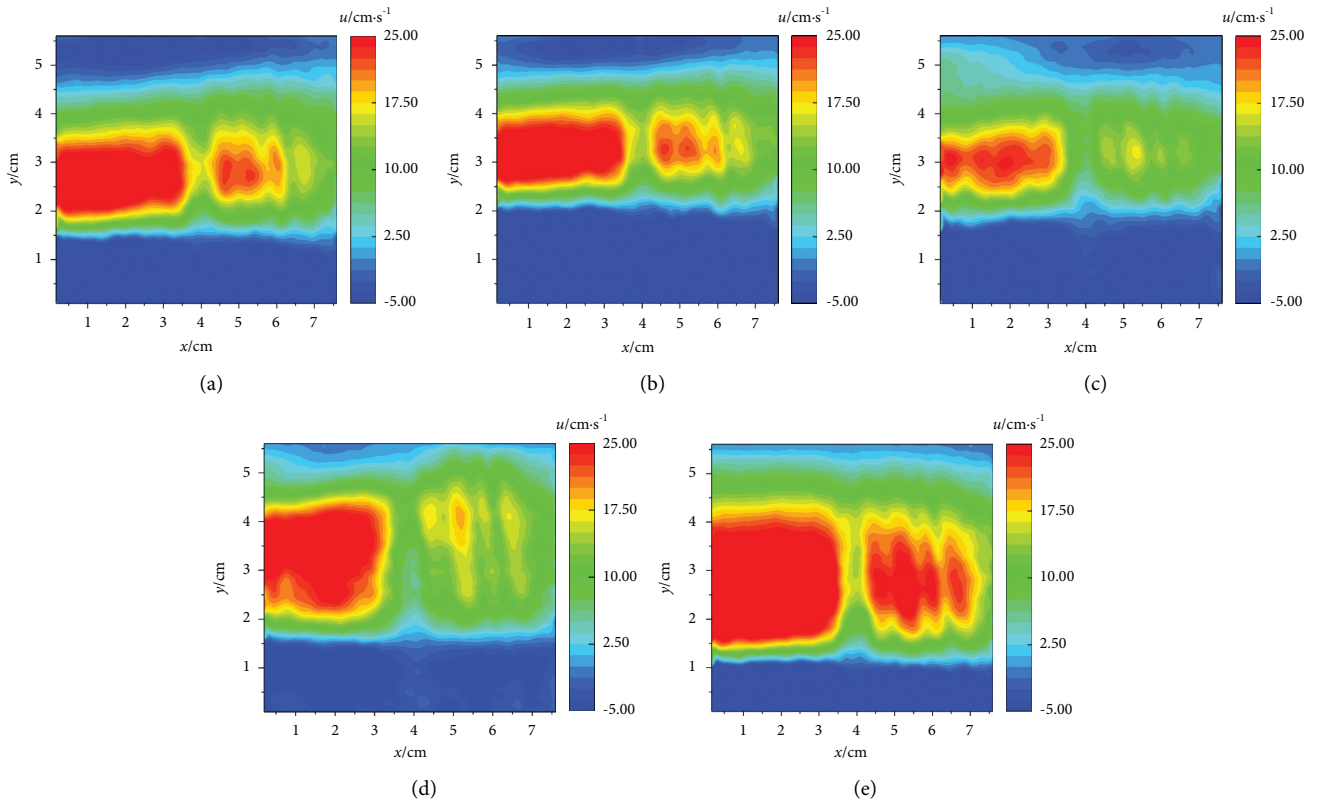 u/cm·s-1
25.00
17.50
10.00
2.50
-5.00
5
4
3
2
1
y/cm
1 2 3 4 5 6 7
x/cm
(a)
u/cm·s-1
25.00
17.50
10.00
2.50
-5.00
5
4
3
2
1
y/cm
1 2 3 4 5 6 7
x/cm
(b)
u/cm·s-1
25.00
17.50
10.00
2.50
-5.00
5
4
3
2
1
y/cm
1 2 3 4 5 6 7
x/cm
(c)
u/cm·s-1
25.00
17.50
10.00
2.50
-5.00
5
4
3
2
1
y/cm
1 2 3 4 5 6 7
x/cm
(d)
u/cm·s-1
25.00
17.50
10.00
2.50
-5.00
5
4
3
2
1
y/cm
1 2 3 4 5 6 7
x/cm
(e)